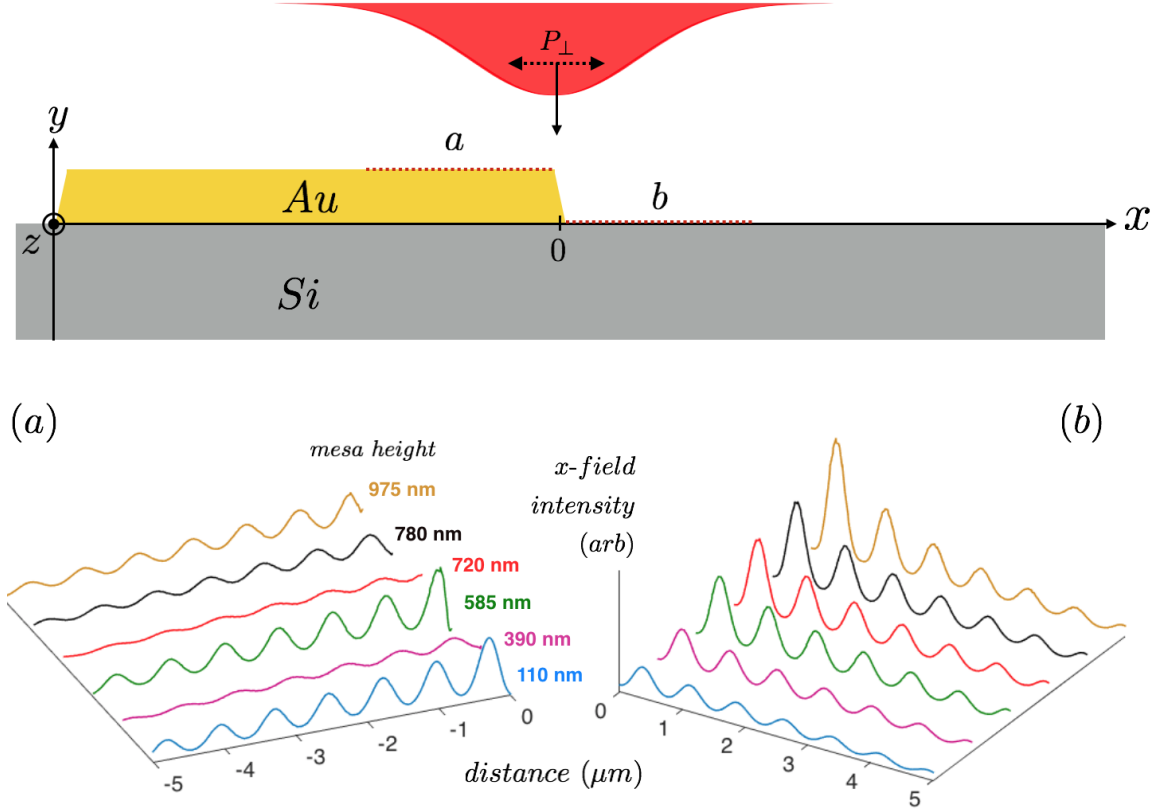 P⊥
y
a
Au
b
x
z
0
Si
(a)
(b)
mesa height
x-field
intensity
(arb)
975 nm
780 nm
720 nm
585 nm
390 nm
110 nm
0
-1
-2
-3
-4
-5
0
1
2
3
4
5
distance (μm)